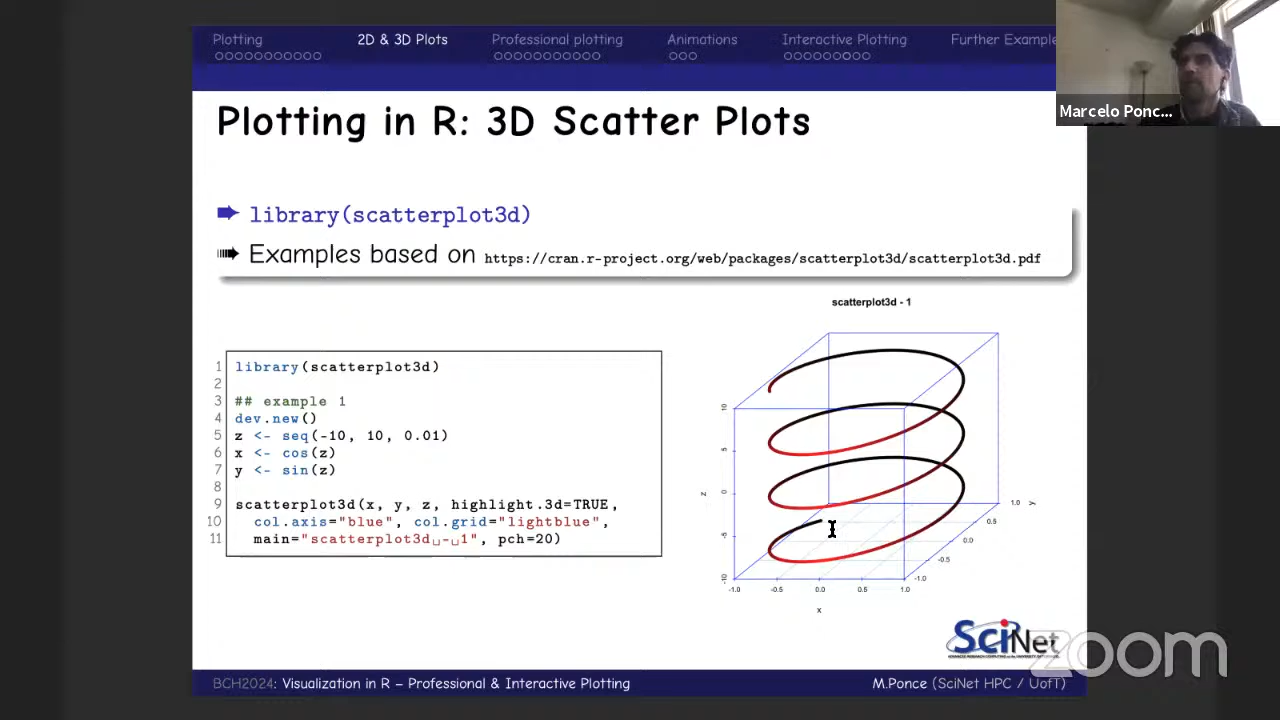 Plotting
2D & 3D Plots
Professional plotting
Animations
Interactive Plotting
Further Example
Marcelo Ponc...
Plotting in R: 3D Scatter Plots
library(scatterplot3d)
Examples based on https://cran.r-project.org/web/packages/scatterplot3d/scatterplot3d.pdf
1 library(scatterplot3d)
2
3 ## example 1
4 dev.new()
5 z <- seq(-10, 10, 0.01)
6 x <- cos(z)
7 y <- sin(z)
8
9 scatterplot3d(x, y, z, highlight.3d=TRUE,
10 col.axis="blue", col.grid="lightblue",
11 main="scatterplot3d␣-␣1", pch=20)
scatterplot3d - 1
10
5
0
-5
-10
z
-1.0 -0.5 0.0 0.5 1.0
x
-1.0
-0.5
0.0
0.5
1.0
y
SciNet
zoom
BCH2024: Visualization in R – Professional & Interactive Plotting
M.Ponce (SciNet HPC / UofT)